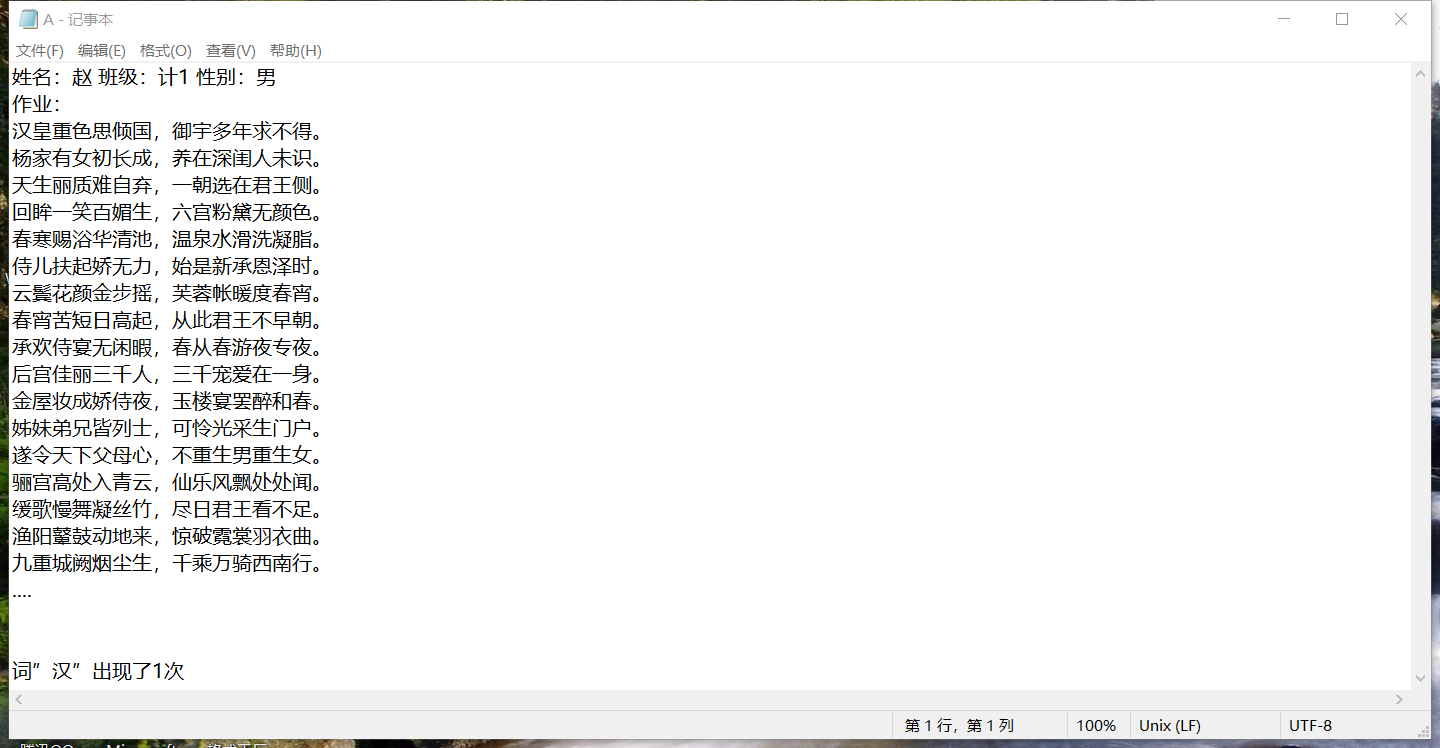 A - 记事本
文件(F) 编辑(E) 格式(O) 查看(V) 帮助(H)
姓名：赵 班级：计1 性别：男
作业：
汉皇重色思倾国，御宇多年求不得。
杨家有女初长成，养在深闺人未识。
天生丽质难自弃，一朝选在君王侧。
回眸一笑百媚生，六宫粉黛无颜色。
春寒赐浴华清池，温泉水滑洗凝脂。
侍儿扶起娇无力，始是新承恩泽时。
云鬓花颜金步摇，芙蓉帐暖度春宵。
春宵苦短日高起，从此君王不早朝。
承欢侍宴无闲暇，春从春游夜专夜。
后宫佳丽三千人，三千宠爱在一身。
金屋妆成娇侍夜，玉楼宴罢醉和春。
姊妹弟兄皆列士，可怜光采生门户。
遂令天下父母心，不重生男重生女。
骊宫高处入青云，仙乐风飘处处闻。
缓歌慢舞凝丝竹，尽日君王看不足。
渔阳鼙鼓动地来，惊破霓裳羽衣曲。
九重城阙烟尘生，千乘万骑西南行。
....
词”汉”出现了1次
第 1 行，第 1 列 100% Unix (LF) UTF-8